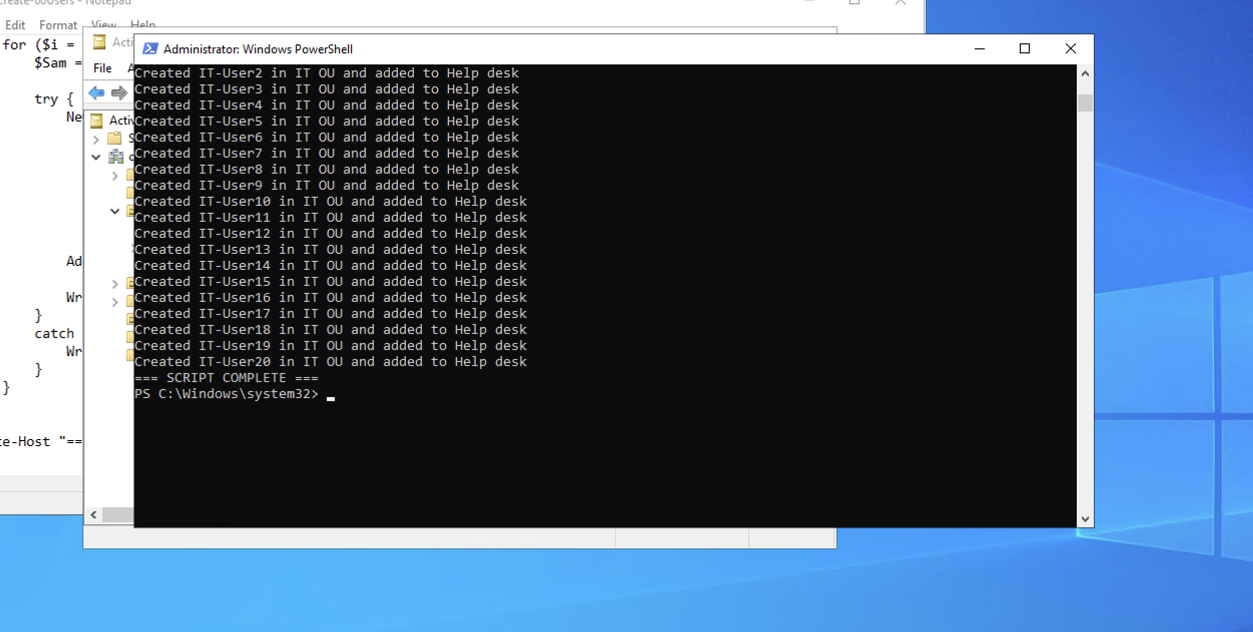 Create-60Users - Notepad
Edit Format View Help
for ($i =
$Sam =
try {
Ne
Ad
Wr
}
catch
Wr
}
}
te-Host "==
Acti
File A
Activ
Administrator: Windows PowerShell
Created IT-User2 in IT OU and added to Help desk
Created IT-User3 in IT OU and added to Help desk
Created IT-User4 in IT OU and added to Help desk
Created IT-User5 in IT OU and added to Help desk
Created IT-User6 in IT OU and added to Help desk
Created IT-User7 in IT OU and added to Help desk
Created IT-User8 in IT OU and added to Help desk
Created IT-User9 in IT OU and added to Help desk
Created IT-User10 in IT OU and added to Help desk
Created IT-User11 in IT OU and added to Help desk
Created IT-User12 in IT OU and added to Help desk
Created IT-User13 in IT OU and added to Help desk
Created IT-User14 in IT OU and added to Help desk
Created IT-User15 in IT OU and added to Help desk
Created IT-User16 in IT OU and added to Help desk
Created IT-User17 in IT OU and added to Help desk
Created IT-User18 in IT OU and added to Help desk
Created IT-User19 in IT OU and added to Help desk
Created IT-User20 in IT OU and added to Help desk
=== SCRIPT COMPLETE ===
PS C:\Windows\system32>